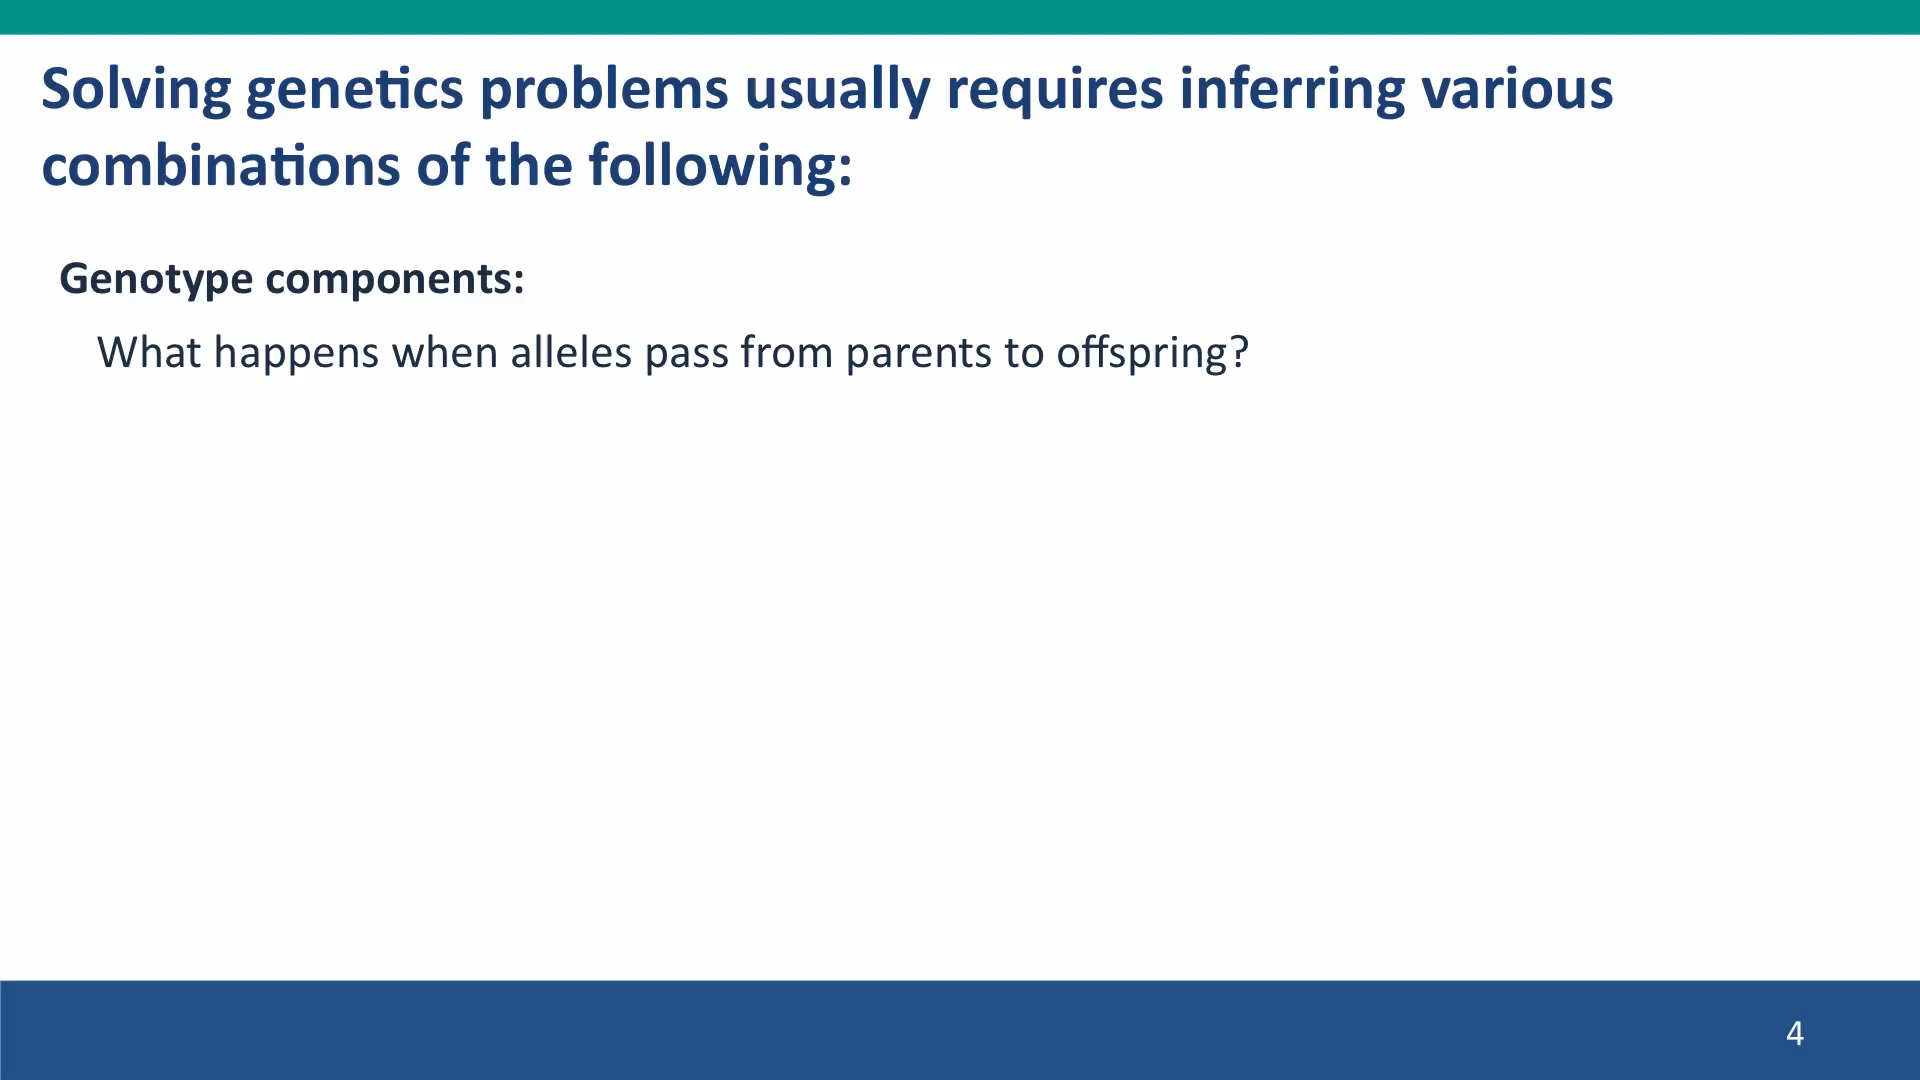 Solving genetics problems usually requires inferring various
combinations of the following:
Genotype components:
What happens when alleles pass from parents to offspring?
4